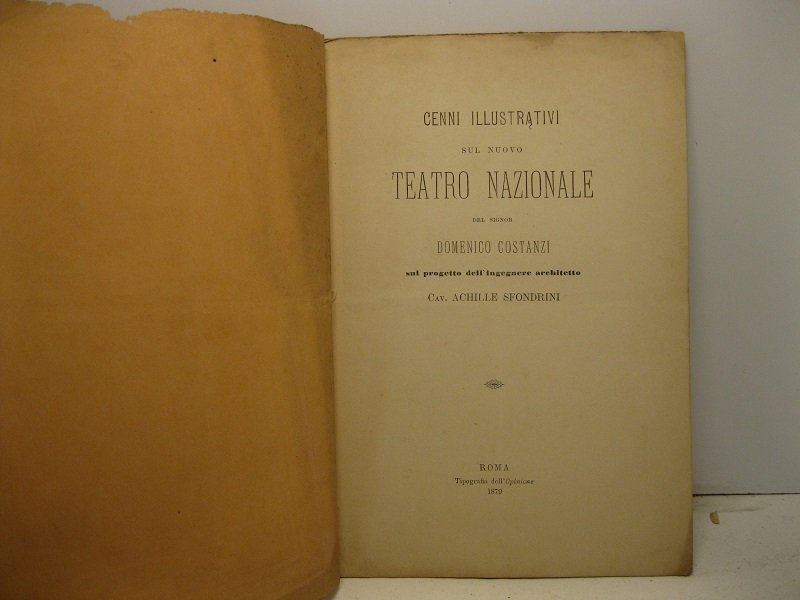 CENNI ILLUSTRATIVI
SUL NUOVO
TEATRO NAZIONALE
DEL SIGNOR
DOMENICO COSTANZI
sul progetto dell'ingegnere architetto
CAV. ACHILLE SFONDRINI
ROMA
Tipografia dell'Opinione
1879